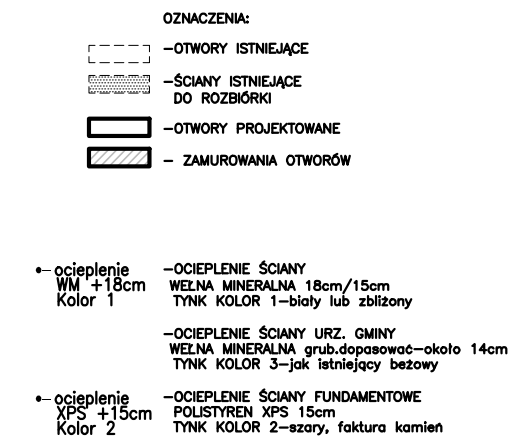 OZNACZENIA:
–OTWORY ISTNIEJĄCE
–ŚCIANY ISTNIEJĄCE
DO ROZBIÓRKI
–OTWORY PROJEKTOWANE
– ZAMUROWANIA OTWORÓW
ocieplenie
WM +18cm
Kolor 1
–OCIEPLENIE ŚCIANY
WEŁNA MINERALNA 18cm/15cm
TYNK KOLOR 1–biały lub zbliżony
–OCIEPLENIE ŚCIANY URZ. GMINY
WEŁNA MINERALNA grub.dopasować–około 14cm
TYNK KOLOR 3–jak istniejący beżowy
ocieplenie
XPS +15cm
Kolor 2
–OCIEPLENIE ŚCIANY FUNDAMENTOWE
POLISTYREN XPS 15cm
TYNK KOLOR 2–szary, faktura kamień